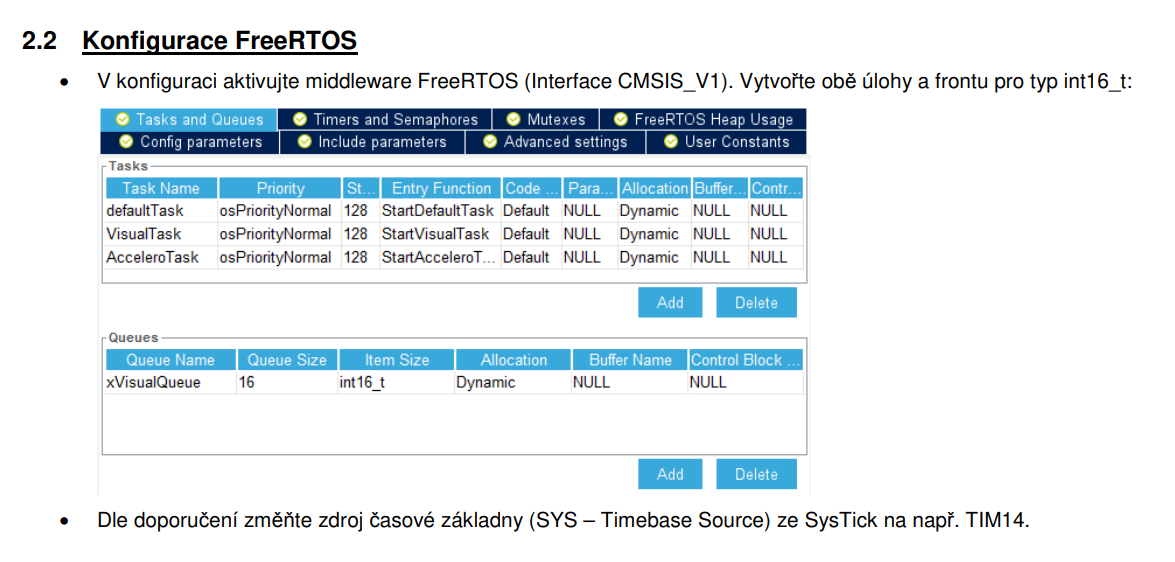 2.2 Konfigurace FreeRTOS
• V konfiguraci aktivujte middleware FreeRTOS (Interface CMSIS_V1). Vytvořte obě úlohy a frontu pro typ int16_t:
Tasks and Queues Timers and Semaphores Mutexes FreeRTOS Heap Usage
Config parameters Include parameters Advanced settings User Constants
Tasks
Task Name Priority St... Entry Function Code ... Para... Allocation Buffer... Contr...
defaultTask osPriorityNormal 128 StartDefaultTask Default NULL Dynamic NULL NULL
VisualTask osPriorityNormal 128 StartVisualTask Default NULL Dynamic NULL NULL
AcceleroTask osPriorityNormal 128 StartAcceleroT... Default NULL Dynamic NULL NULL
Add Delete
Queues
Queue Name Queue Size Item Size Allocation Buffer Name Control Block ...
xVisualQueue 16 int16_t Dynamic NULL NULL
Add Delete
• Dle doporučení změňte zdroj časové základny (SYS – Timebase Source) ze SysTick na např. TIM14.